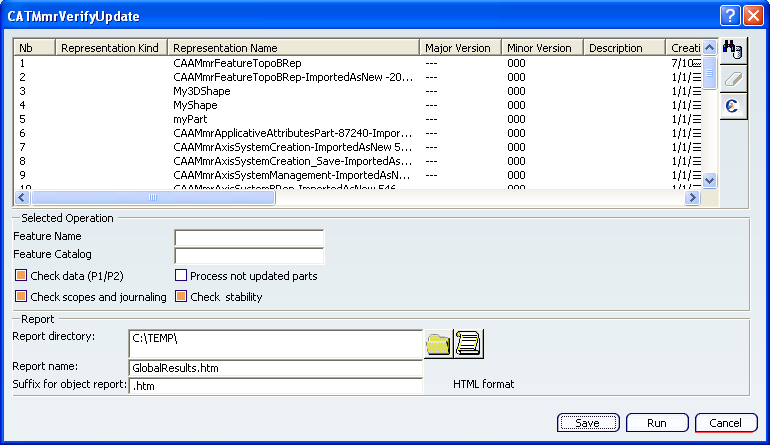 CATMmrVerifyUpdate
Nb Representation Kind Representation Name Major Version Minor Version Description Creati
1 CAAMmrFeatureTopoBRep --- 000 7/10
2 CAAMmrFeatureTopoBRep-ImportedAsNew -20... --- 000 1/1/
3 My3DShape --- 000 1/1/
4 MyShape --- 000 1/1/
5 myPart --- 000 1/1/
6 CAAMmrApplicativeAttributesPart-87240-Impor... --- 000 1/1/
7 CAAMmrAxisSystemCreation-ImportedAsNew 5... --- 000 1/1/
8 CAAMmrAxisSystemCreation_Save-ImportedAs... --- 000 1/1/
9 CAAMmrAxisSystemManagement-ImportedAsN... --- 000 1/1/
10 CAAMmrAxisSystemBRep-ImportedAsNew 546 000 1/1/
Selected Operation
Feature Name
Feature Catalog
Check data (P1/P2) Process not updated parts
Check scopes and journaling Check stability
Report
Report directory: C:\TEMP\
Report name: GlobalResults.htm
Suffix for object report: .htm HTML format
Save Run Cancel